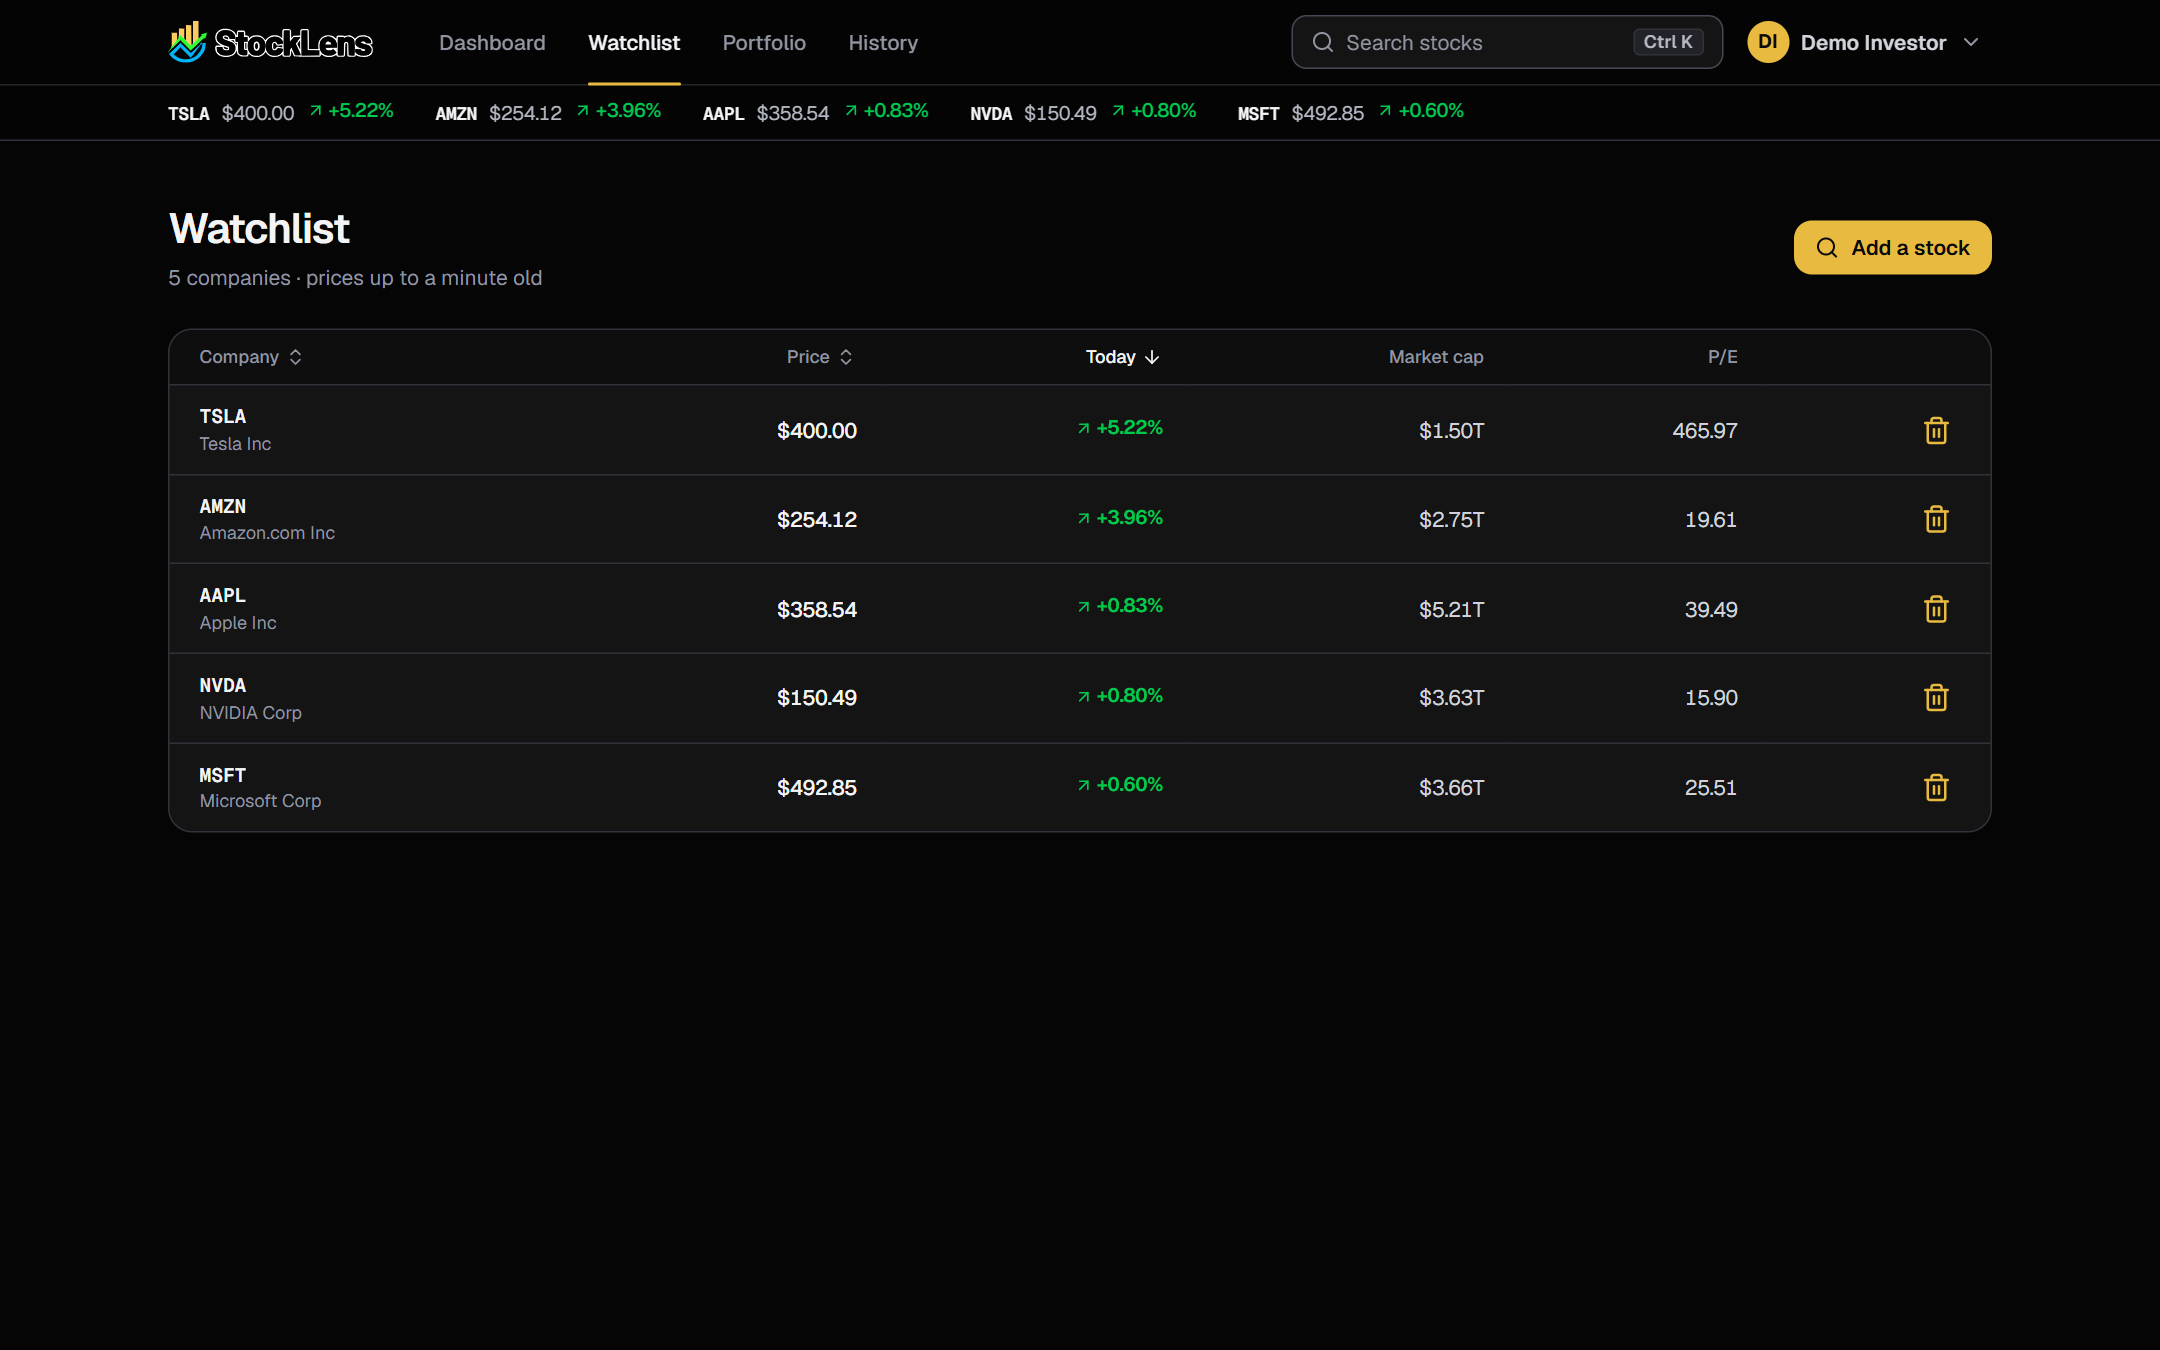 StockLens Dashboard Watchlist Portfolio History Search stocks Ctrl K DI Demo Investor
TSLA $400.00 +5.22% AMZN $254.12 +3.96% AAPL $358.54 +0.83% NVDA $150.49 +0.80% MSFT $492.85 +0.60%
Watchlist
5 companies · prices up to a minute old
Add a stock
Company Price Today Market cap P/E
TSLA
Tesla Inc
$400.00 +5.22% $1.50T 465.97
AMZN
Amazon.com Inc
$254.12 +3.96% $2.75T 19.61
AAPL
Apple Inc
$358.54 +0.83% $5.21T 39.49
NVDA
NVIDIA Corp
$150.49 +0.80% $3.63T 15.90
MSFT
Microsoft Corp
$492.85 +0.60% $3.66T 25.51